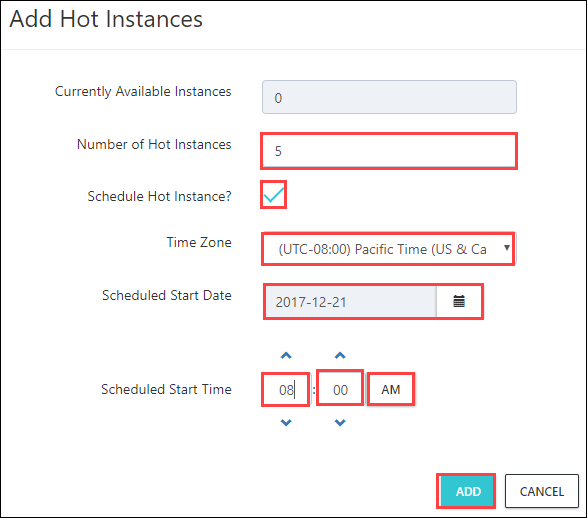 Add Hot Instances
Currently Available Instances 0
Number of Hot Instances 5
Schedule Hot Instance?
Time Zone (UTC-08:00) Pacific Time (US & Ca
Scheduled Start Date 2017-12-21
Scheduled Start Time 08 : 00 AM
ADD CANCEL